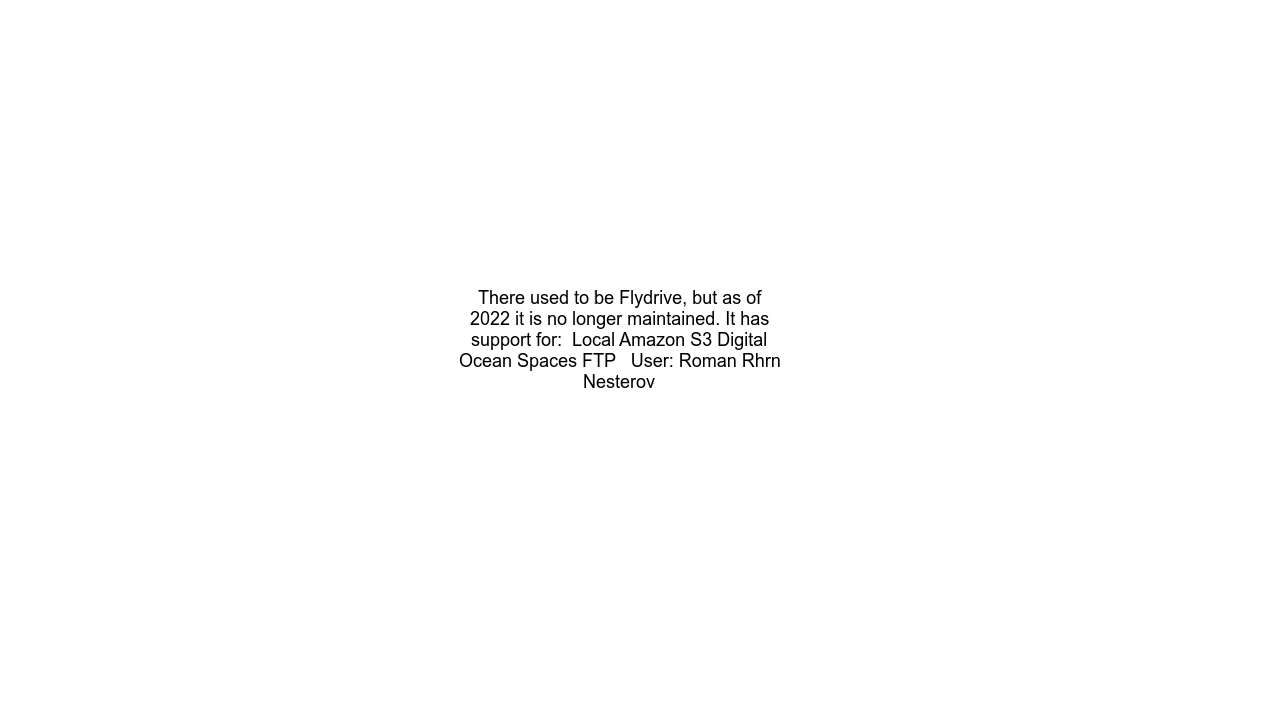 There used to be Flydrive, but as of
2022 it is no longer maintained. It has
support for:  Local Amazon S3 Digital
Ocean Spaces FTP   User: Roman Rhrn
Nesterov